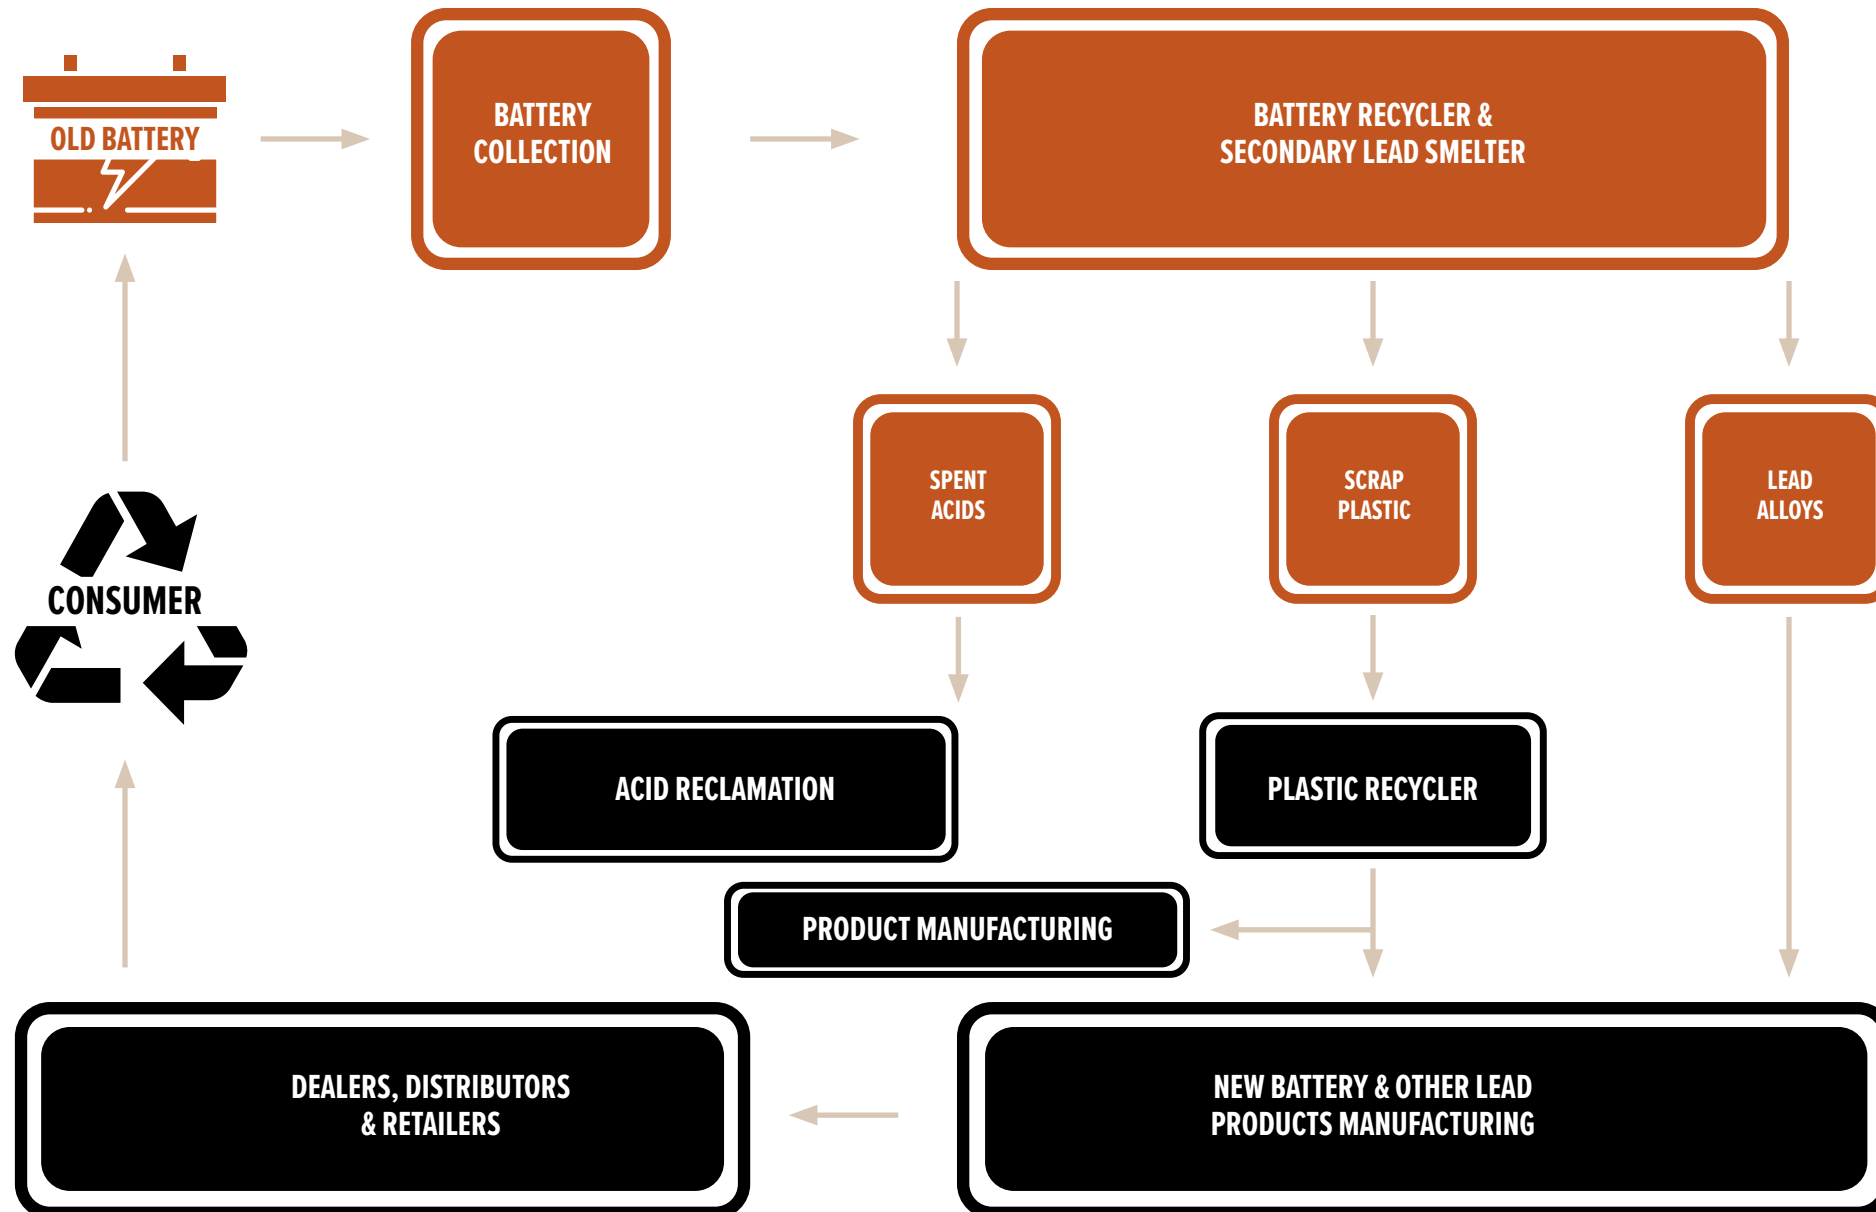 OLD BATTERY
BATTERY
COLLECTION
BATTERY RECYCLER &
SECONDARY LEAD SMELTER
SPENT
ACIDS
SCRAP
PLASTIC
LEAD
ALLOYS
CONSUMER
ACID RECLAMATION
PLASTIC RECYCLER
PRODUCT MANUFACTURING
DEALERS, DISTRIBUTORS
& RETAILERS
NEW BATTERY & OTHER LEAD
PRODUCTS MANUFACTURING